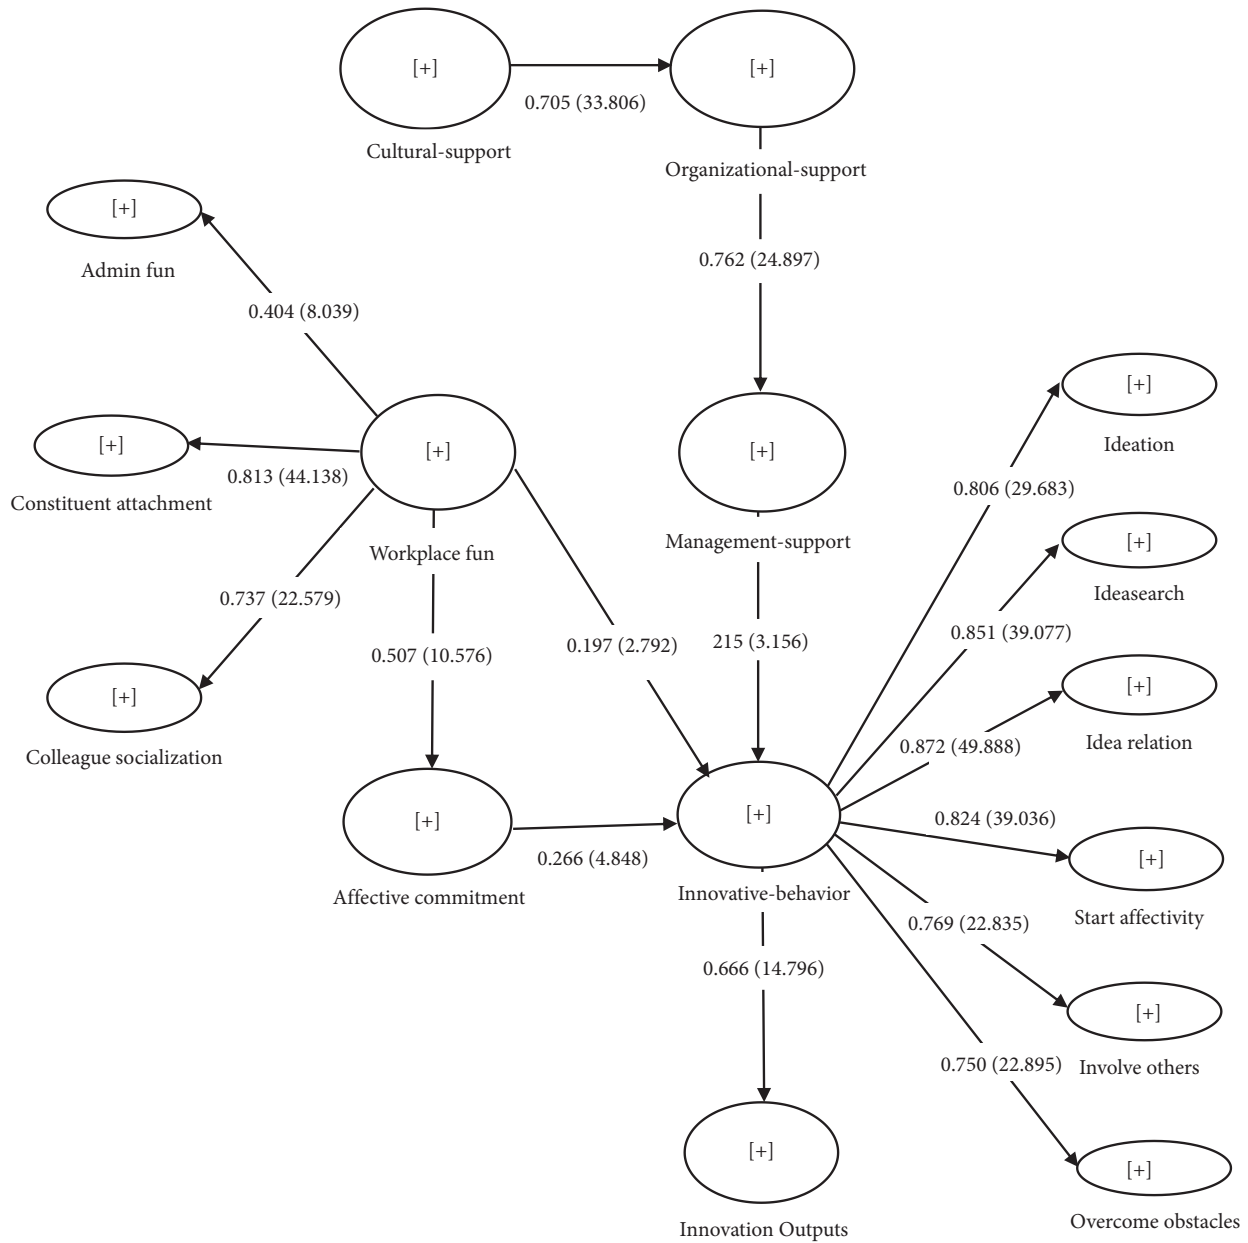 [+]
[+]
0.705 (33.806)
Cultural-support
Organizational-support
[+]
Admin fun
0.762 (24.897)
0.404 (8.039)
[+]
Ideation
[+]
[+]
[+]
Constituent attachment
0.813 (44.138)
0.806 (29.683)
Workplace fun
Management-support
[+]
Ideasearch
0.737 (22.579)
0.507 (10.576)
0.197 (2.792)
215 (3.156)
0.851 (39.077)
[+]
Colleague socialization
[+]
Idea relation
0.872 (49.888)
[+]
[+]
0.824 (39.036)
0.266 (4.848)
[+]
Affective commitment
Innovative-behavior
Start affectivity
0.769 (22.835)
0.666 (14.796)
[+]
Involve others
0.750 (22.895)
[+]
[+]
Innovation Outputs
Overcome obstacles